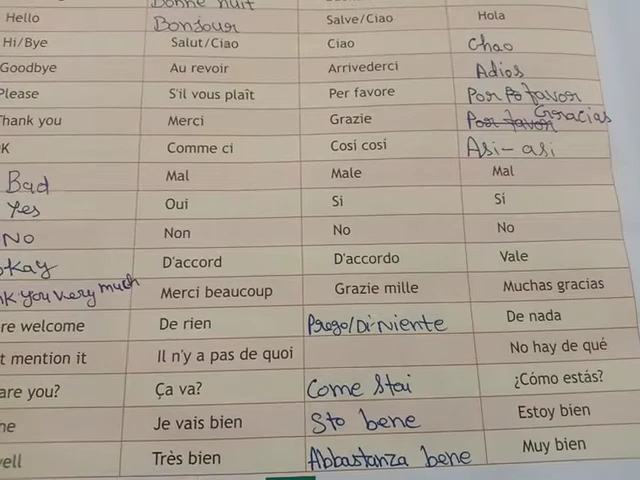 Bonne nuit
Hello Bonjour Salve/Ciao Hola
Hi/Bye Salut/Ciao Ciao Chao
Goodbye Au revoir Arrivederci Adios
Please S'il vous plaît Per favore Por favor
Thank you Merci Grazie Por favor Gracias
OK Comme ci Cosi cosi Asi-asi
Bad Mal Male Mal
Yes Oui Si Sí
No Non No No
Okay D'accord D'accordo Vale
nk you very much Merci beaucoup Grazie mille Muchas gracias
re welcome De rien Prego/Di niente De nada
t mention it Il n'y a pas de quoi No hay de qué
are you? Ça va? Come stai ¿Cómo estás?
ne Je vais bien Sto bene Estoy bien
well Très bien Abbastanza bene Muy bien